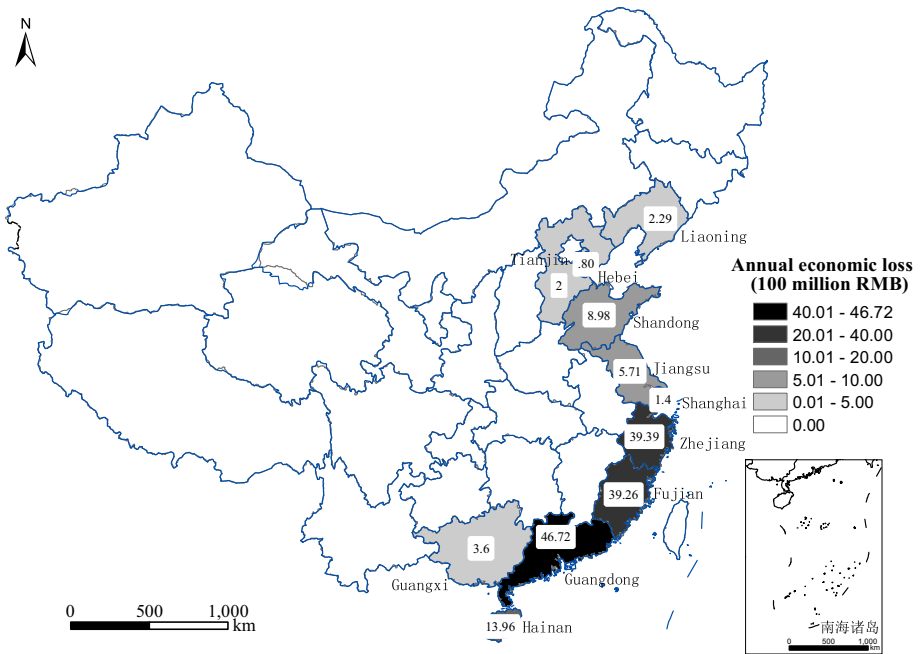 N
2.29
Liaoning
Tianjin
.80
Hebei
2
8.98
Shandong
5.71
Jiangsu
1.4
Shanghai
39.39
Zhejiang
39.26
Fujian
46.72
Guangdong
3.6
Guangxi
13.96
Hainan
0 500 1,000
km
Annual economic loss
(100 million RMB)
40.01 - 46.72
20.01 - 40.00
10.01 - 20.00
5.01 - 10.00
0.01 - 5.00
0.00
南海诸岛
0 500 1,000
km